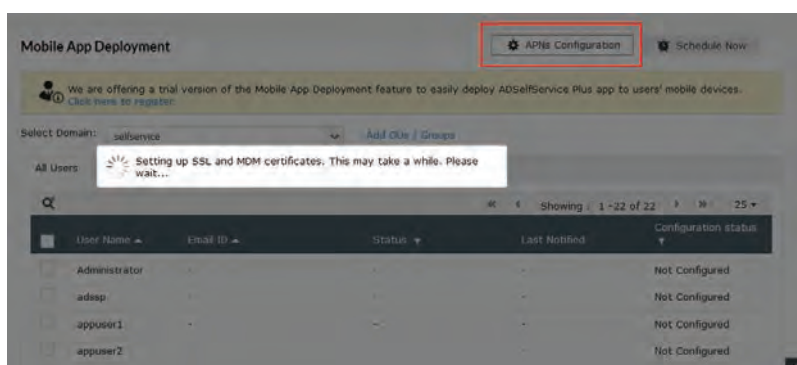 Mobile App Deployment
APNs Configuration
Schedule Now
We are offering a trial version of the Mobile App Deployment feature to easily deploy ADSelfService Plus app to users' mobile devices.
Click here to register.
Select Domain: selfservice Add OUs / Groups
All Users
Setting up SSL and MDM certificates. This may take a while. Please
wait...
Showing : 1-22 of 22 25
User Name Email ID Status Last Notified Configuration status
Administrator - - - Not Configured
adssp - - - Not Configured
appuser1 - - - Not Configured
appuser2 - - - Not Configured